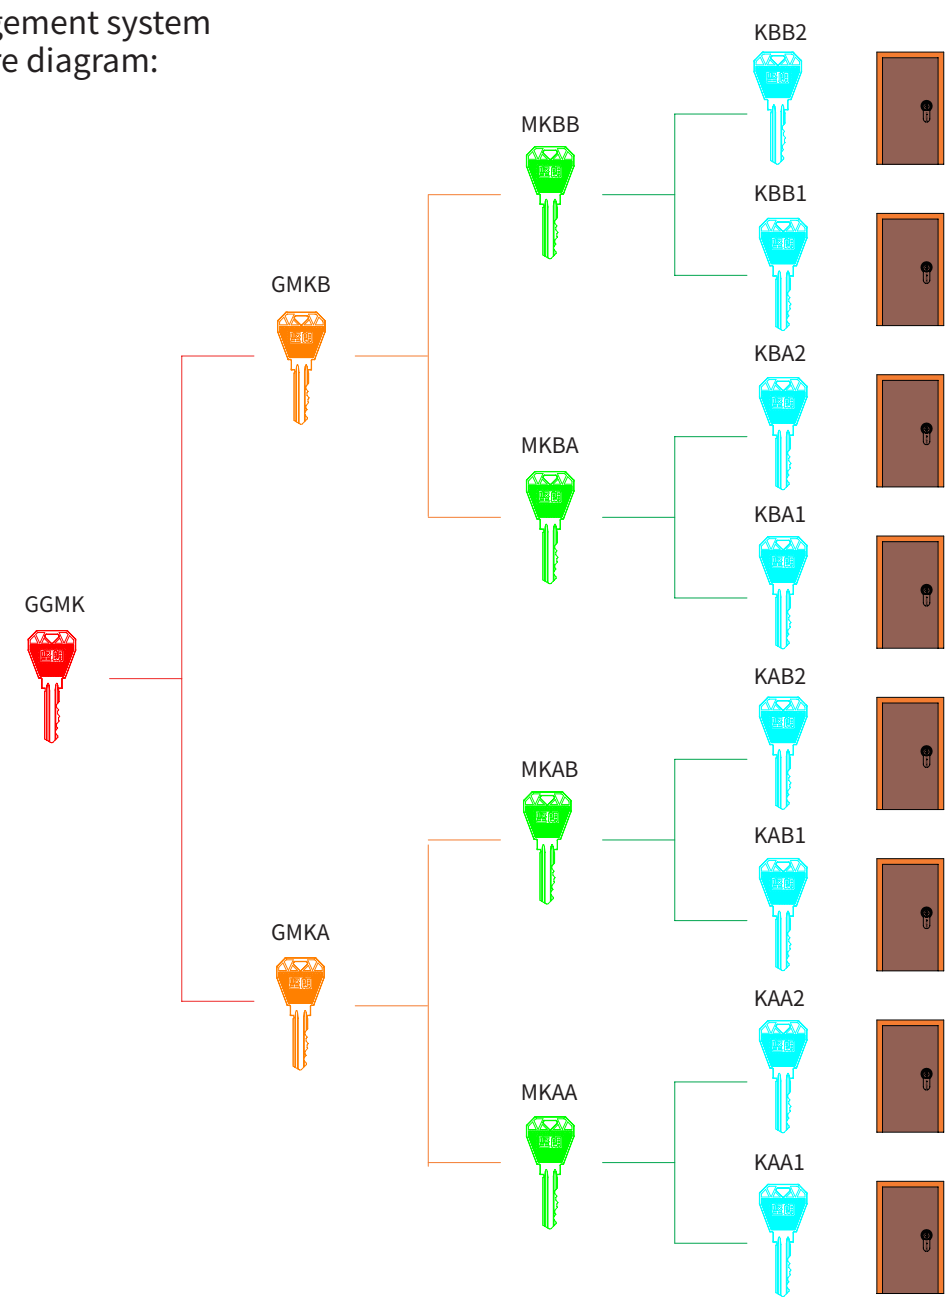 gement system
re diagram:
KBB2
MKBB
KBB1
GMKB
KBA2
MKBA
KBA1
GGMK
KAB2
MKAB
KAB1
GMKA
KAA2
MKAA
KAA1